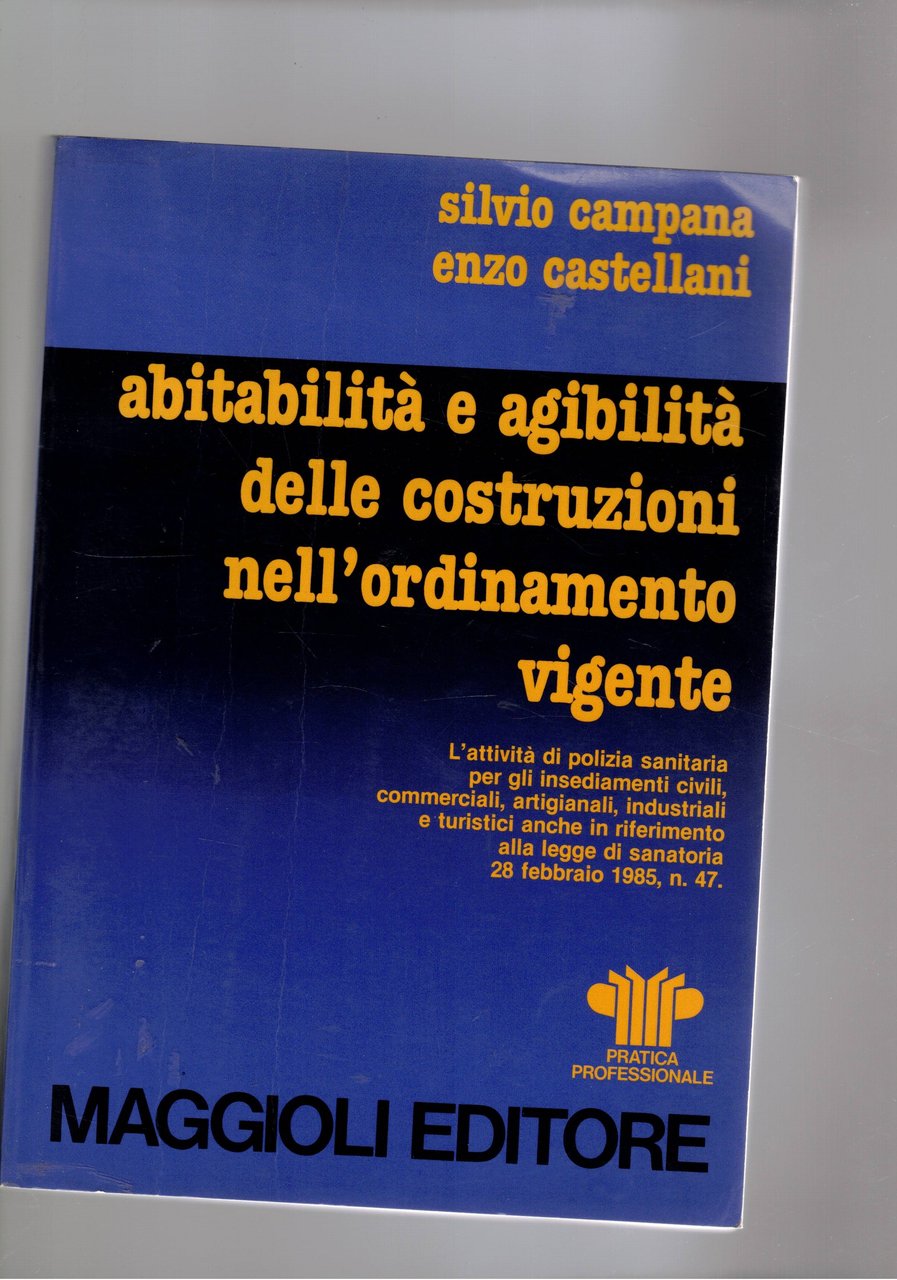 silvio campana
enzo castellani
abitabilità e agibilità
delle costruzioni
nell'ordinamento
vigente
L'attività di polizia sanitaria
per gli insediamenti civili,
commerciali, artigianali, industriali
e turistici anche in riferimento
alla legge di sanatoria
28 febbraio 1985, n. 47.
PRATICA
PROFESSIONALE
MAGGIOLI EDITORE